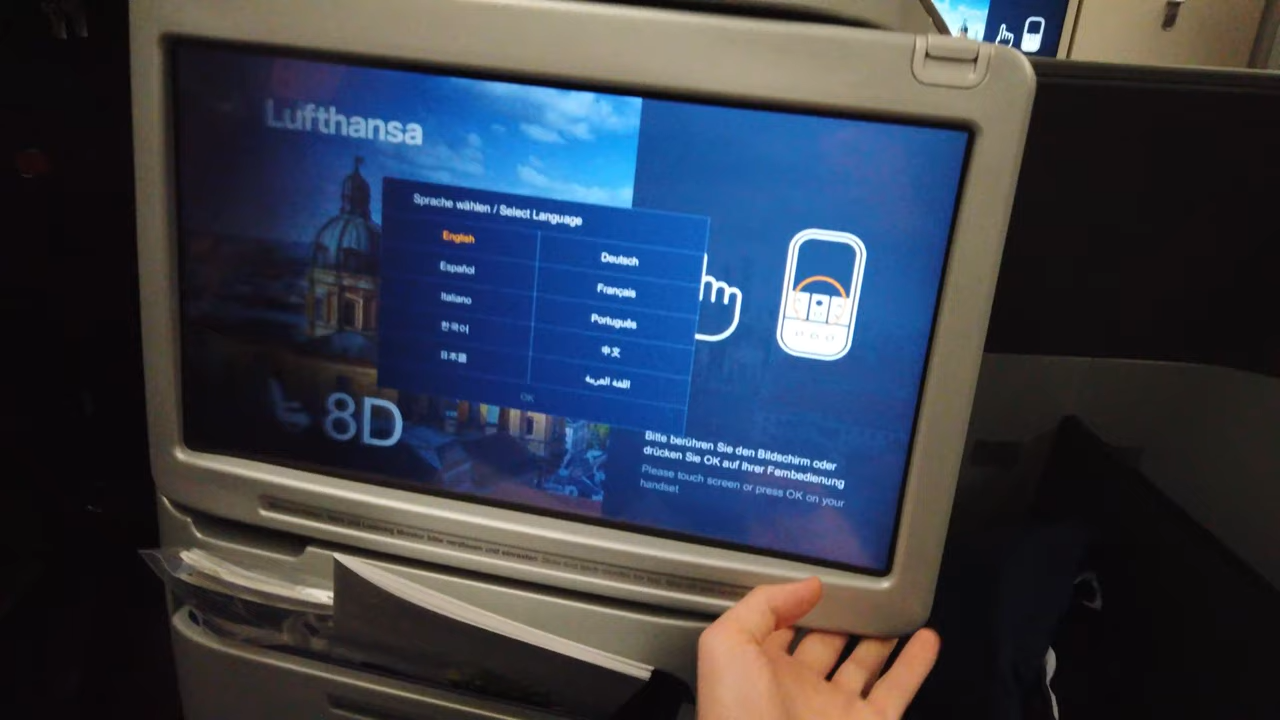 Lufthansa
Sprache wählen / Select Language
English
Deutsch
Español
Français
Italiano
Português
한국어
中文
日本語
اللغة العربية
OK
8D
Bitte berühren Sie den Bildschirm oder
drücken Sie OK auf Ihrer Fernbedienung
Please touch screen or press OK on your
handset